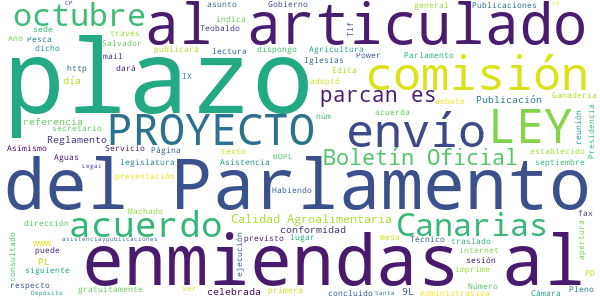 octubre
al articulado
asunto Gobierno Publicaciones
indica Teobaldo
general
CP
TF
sede
Año Pesca
través Salvador
publicará
Tlf
dicho
mail
dará
lectura
IX
dispongo
Agricultura
Iglesias
Power
Parlamento
Edita
Ganadería
plazo
comisión
http
día
adoptó
debate
parcan es
Publicación
referencia
secretario
Reglamento
PROYECTO
núm
acuerda
envío
LEY
establecido
reunión
Presidencia
Asimismo
Servicio
Página
texto
BOPC
Boletín Oficial
septiembre
Aguas
Legal
legislatura
Asistencia
presentación
Habiendo
del Parlamento
dirección
Machado
Calidad Agroalimentaria
conformidad
acuerdo
Canarias
internet
fax
www
puede
asistenciaypublicaciones
previsto
lugar
Mesa
Técnico
traslado
sesión
imprime
apertura
consultado
PL
siguiente
gratuitamente
respecto
Depósito
ejecución
enmiendas al
celebrada
ser
primera
concluido
Santa
9L
Administrativa
Número
Cámara
Pleno
PD